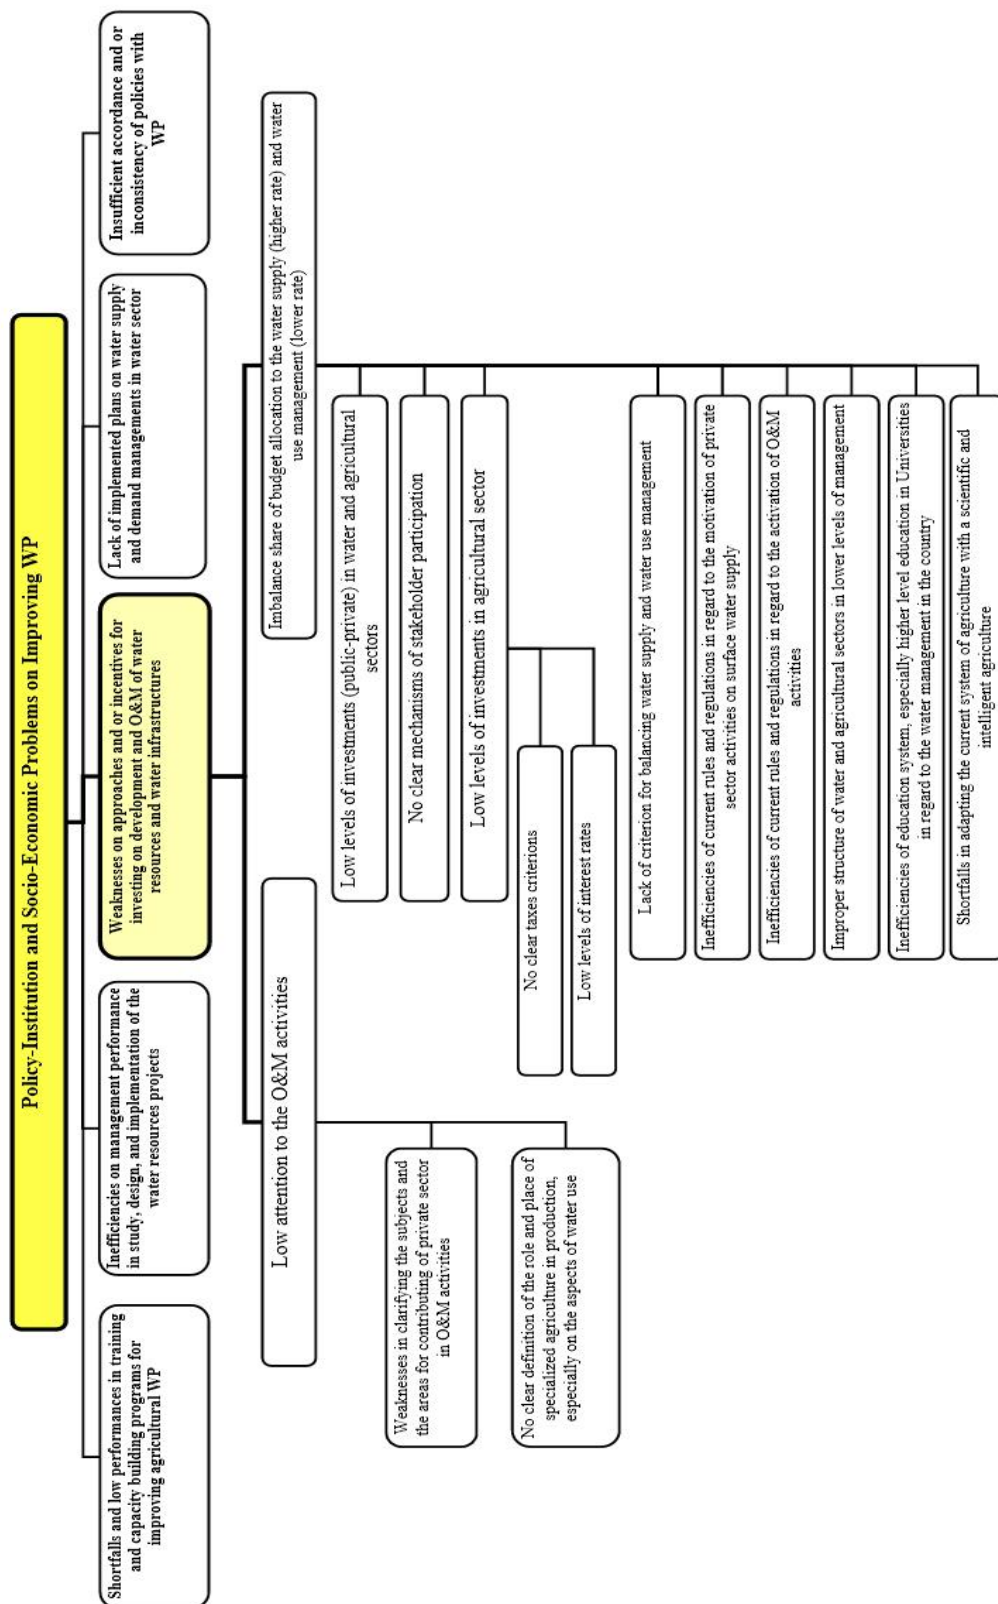 Policy-Institution and Socio-Economic Problems on Improving WP
Shortfalls and low performances in training
and capacity building programs for
improving agricultural WP
Inefficiencies on management performance
in study, design, and implementation of the
water resources projects
Weaknesses on approaches and or incentives for
investing on development and O&M of water
resources and water infrastructures
Lack of implemented plans on water supply
and demand managements in water sector
Insufficient accordance and or
inconsistency of policies with
WP
Low attention to the O&M activities
Weaknesses in clarifying the subjects and
the areas for contributing of private sector
in O&M activities
No clear definition of the role and place of
specialized agriculture in production,
especially on the aspects of water use
Imbalance share of budget allocation to the water supply (higher rate) and water
use management (lower rate)
Low levels of investments (public-private) in water and agricultural
sectors
No clear mechanisms of stakeholder participation
Low levels of investments in agricultural sector
No clear taxes criterions
Low levels of interest rates
Lack of criterion for balancing water supply and water use management
Inefficiencies of current rules and regulations in regard to the motivation of private
sector activities on surface water supply
Inefficiencies of current rules and regulations in regard to the activation of O&M
activities
Improper structure of water and agricultural sectors in lower levels of management
Inefficiencies of education system, especially higher level education in Universities
in regard to the water management in the country
Shortfalls in adapting the current system of agriculture with a scientific and
intelligent agriculture